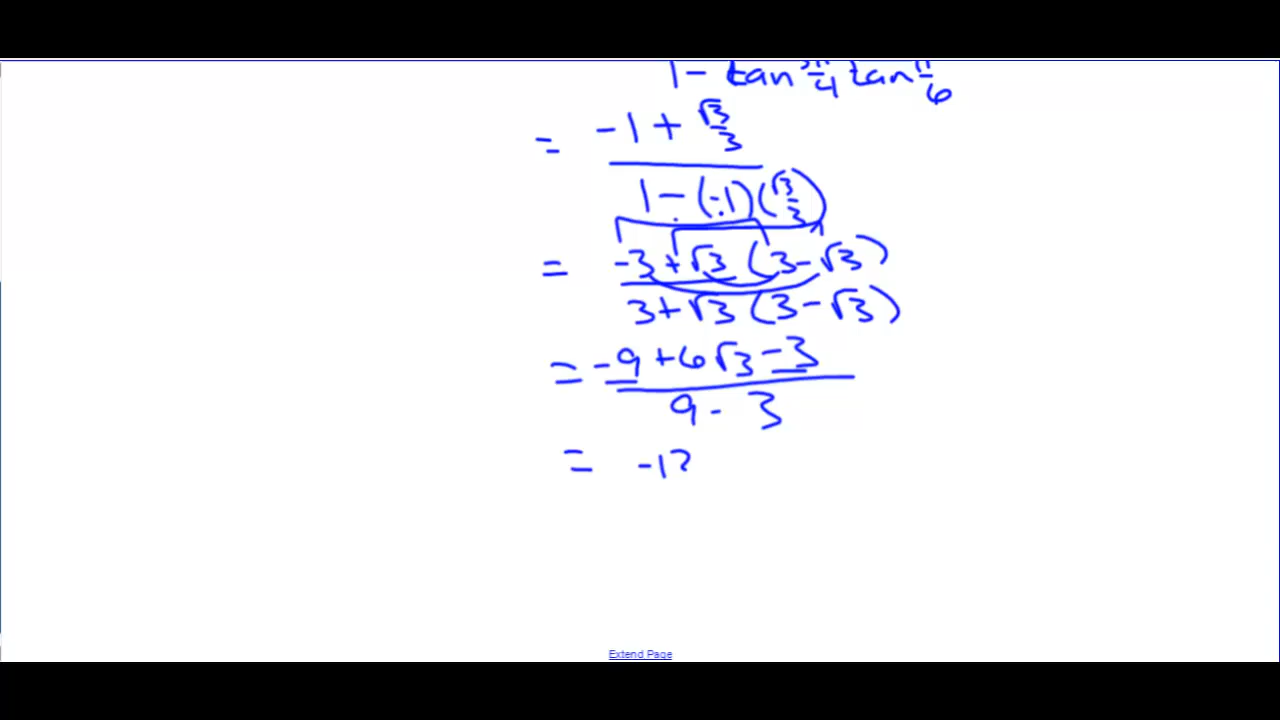 1 - tan 3π/4 tan π/6
= (-1 + √3/3) / (1 - (-1)(√3/3))
= (-3 + √3 (3 - √3)) / (3 + √3 (3 - √3))
= (-9 + 6√3 - 3) / (9 - 3)
= -12
Extend Page